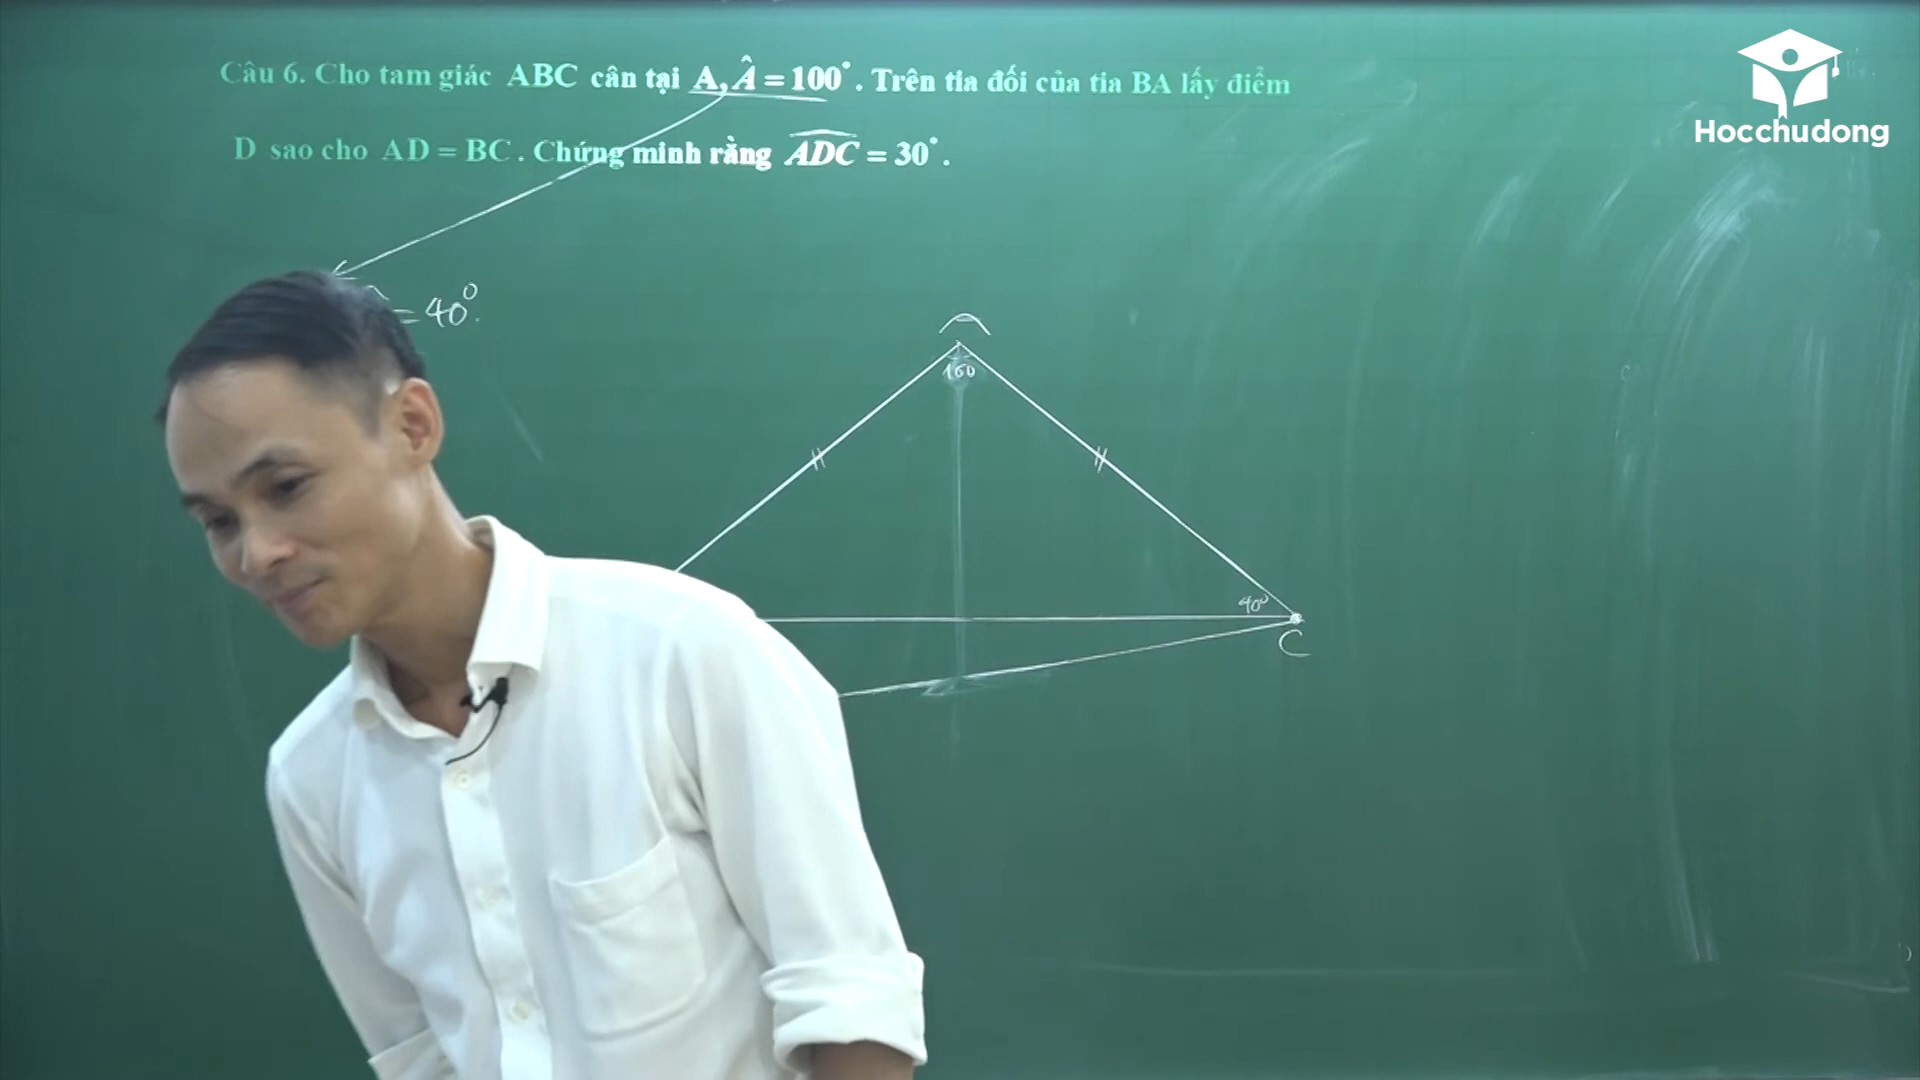 Câu 6. Cho tam giác ABC cân tại A, Â = 100°. Trên tia đối của tia BA lấy điểm
D sao cho AD = BC. Chứng minh rằng ADC = 30°.
Hocchudong
= 40°.
100
40°
C